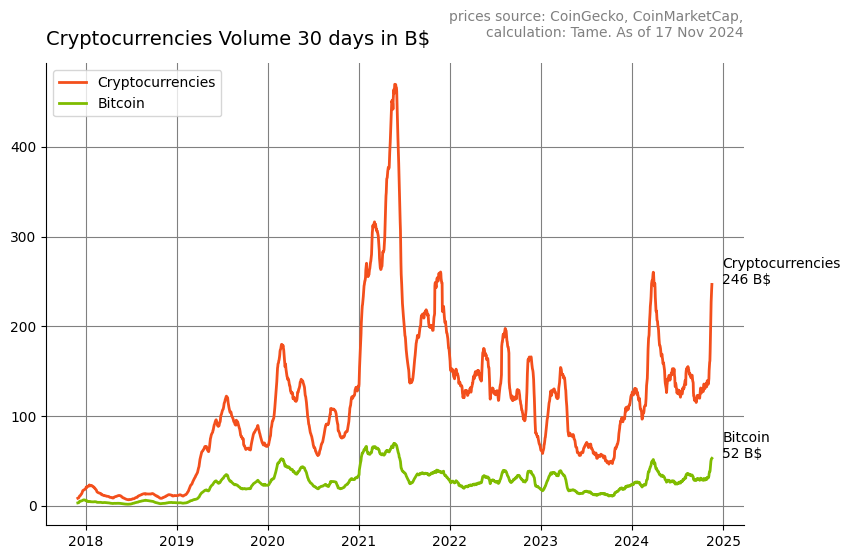 prices source: CoinGecko, CoinMarketCap,
calculation: Tame. As of 17 Nov 2024
Cryptocurrencies Volume 30 days in B$
Cryptocurrencies
Bitcoin
400
300
200
100
0
Cryptocurrencies
246 B$
Bitcoin
52 B$
2018 2019 2020 2021 2022 2023 2024 2025